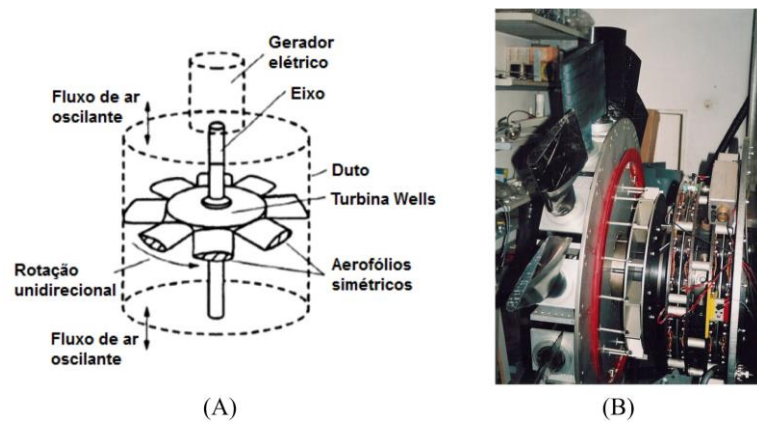 Gerador
elétrico
Fluxo de ar
oscilante
Eixo
Duto
Turbina Wells
Rotação
unidirecional
Aerofólios
simétricos
Fluxo de ar
oscilante
(A)
(B)